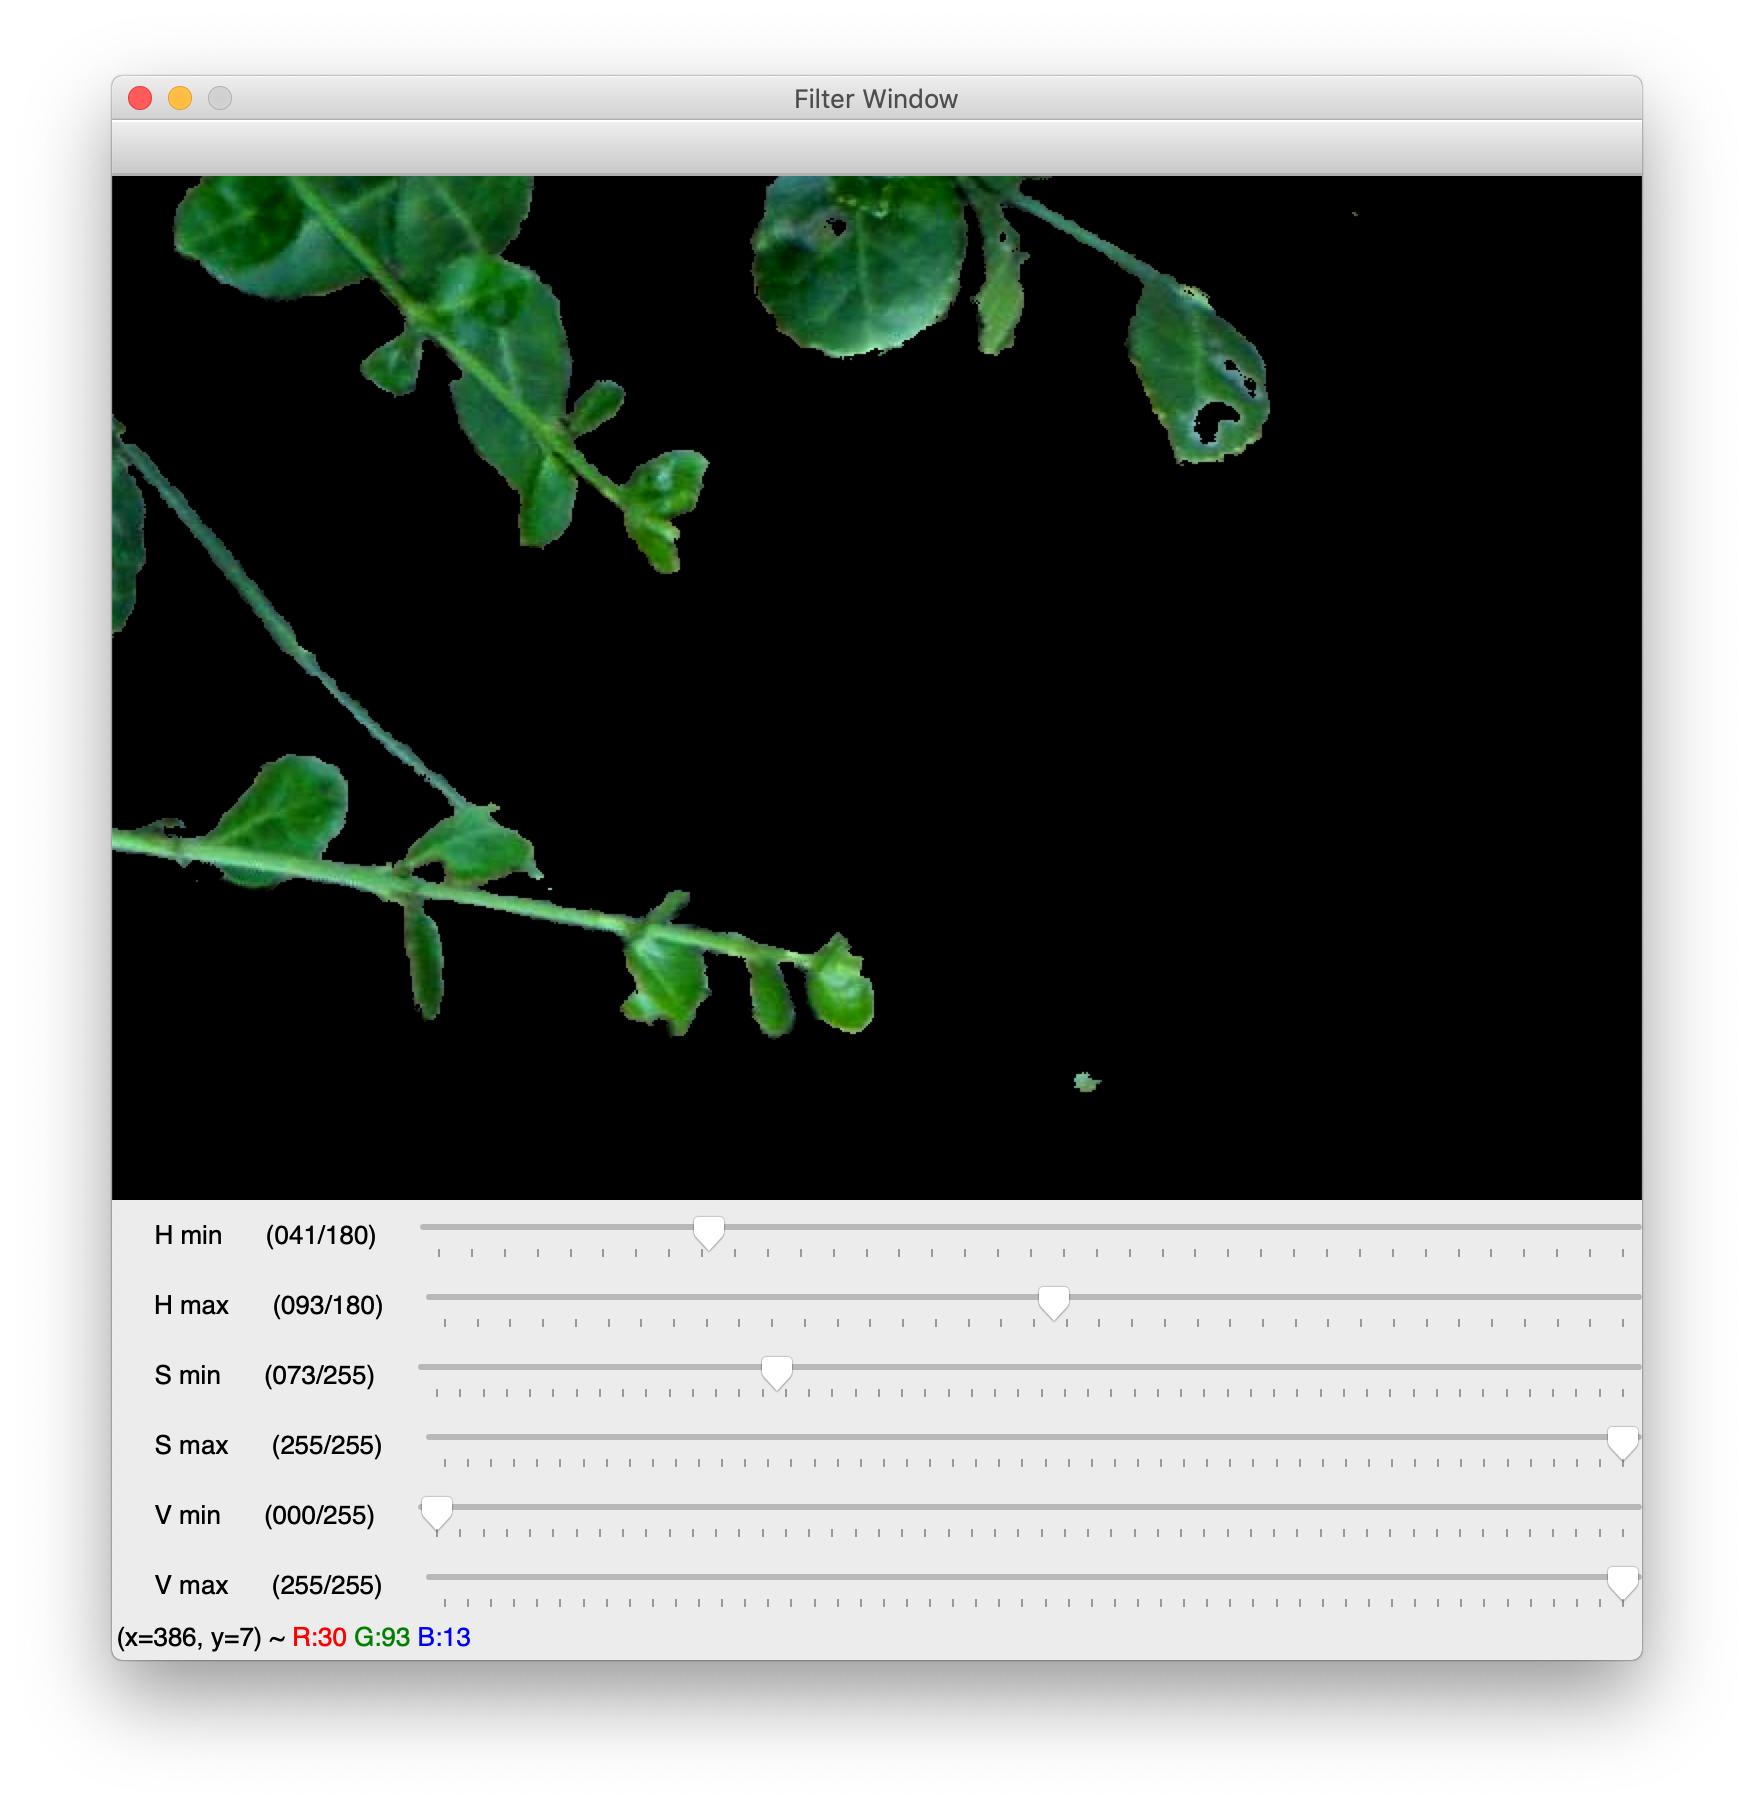 Filter Window
H min (041/180)
H max (093/180)
S min (073/255)
S max (255/255)
V min (000/255)
V max (255/255)
(x=386, y=7) ~ R:30 G:93 B:13